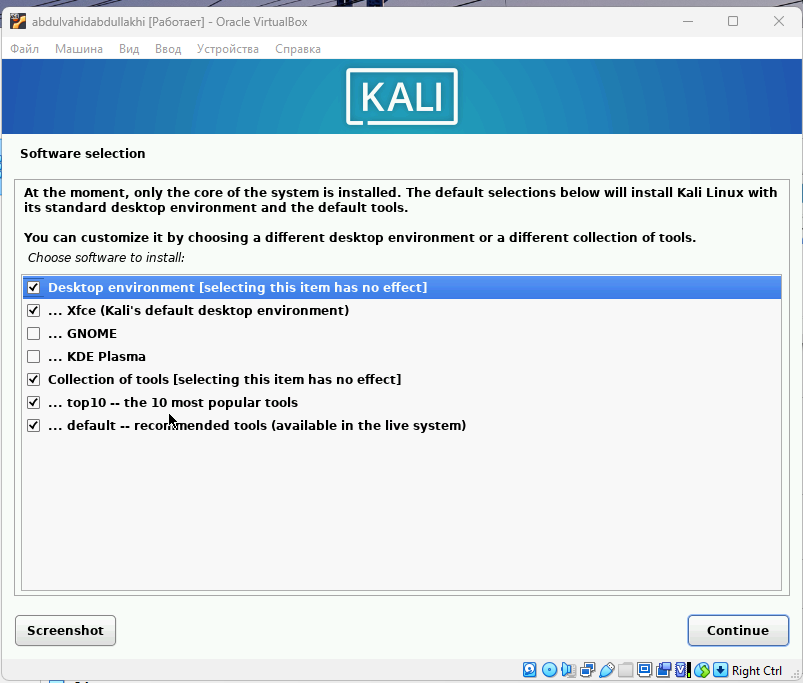 abdulvahidabdullakhi [Работает] - Oracle VirtualBox
Файл Машина Вид Ввод Устройства Справка
KALI
Software selection
At the moment, only the core of the system is installed. The default selections below will install Kali Linux with
its standard desktop environment and the default tools.
You can customize it by choosing a different desktop environment or a different collection of tools.
Choose software to install:
Desktop environment [selecting this item has no effect]
... Xfce (Kali's default desktop environment)
... GNOME
... KDE Plasma
Collection of tools [selecting this item has no effect]
... top10 -- the 10 most popular tools
... default -- recommended tools (available in the live system)
Screenshot Continue
Right Ctrl